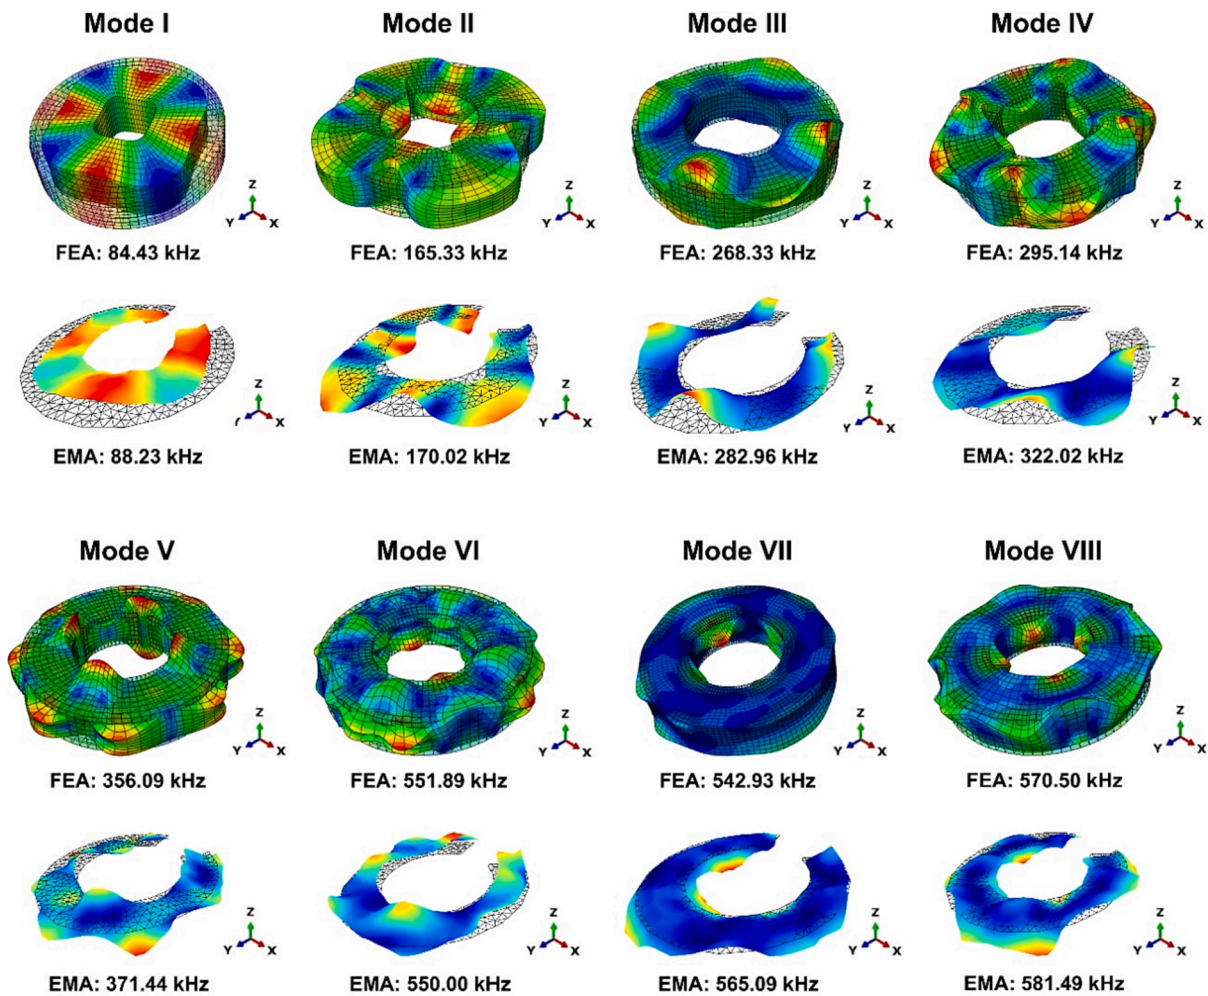 Mode I Mode II Mode III Mode IV
Z Z Z Z
Y X Y X Y X Y X
FEA: 84.43 kHz FEA: 165.33 kHz FEA: 268.33 kHz FEA: 295.14 kHz
Z Z Z Z
Y X Y X Y X Y X
EMA: 88.23 kHz EMA: 170.02 kHz EMA: 282.96 kHz EMA: 322.02 kHz
Mode V Mode VI Mode VII Mode VIII
Z Z Z Z
Y X Y X Y X Y X
FEA: 356.09 kHz FEA: 551.89 kHz FEA: 542.93 kHz FEA: 570.50 kHz
Z Z Z Z
Y X Y X Y X Y X
EMA: 371.44 kHz EMA: 550.00 kHz EMA: 565.09 kHz EMA: 581.49 kHz